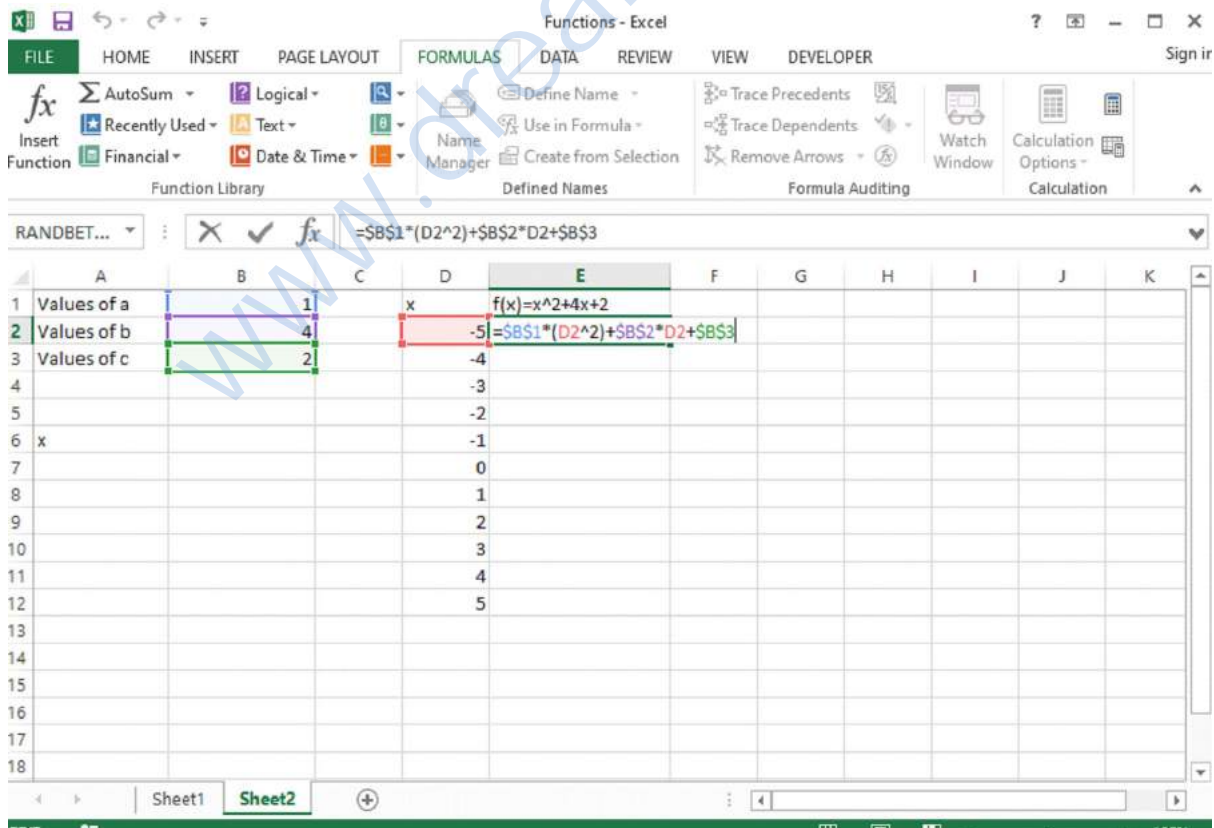 Functions - Excel
?
FILE HOME INSERT PAGE LAYOUT FORMULAS DATA REVIEW VIEW DEVELOPER Sign in
fx Insert Function
AutoSum
Recently Used
Financial
Logical
Text
Date & Time
Function Library
Name Manager
Define Name
Use in Formula
Create from Selection
Defined Names
Trace Precedents
Trace Dependents
Remove Arrows
Formula Auditing
Watch Window
Calculation Options
Calculation
RANDBET... fx =$B$1*(D2^2)+$B$2*D2+$B$3
A B C D E F G H I J K
1 Values of a 1 x f(x)=x^2+4x+2
2 Values of b 4 -5 =$B$1*(D2^2)+$B$2*D2+$B$3
3 Values of c 2 -4
4 -3
5 -2
6 x -1
7 0
8 1
9 2
10 3
11 4
12 5
13
14
15
16
17
18
Sheet1 Sheet2